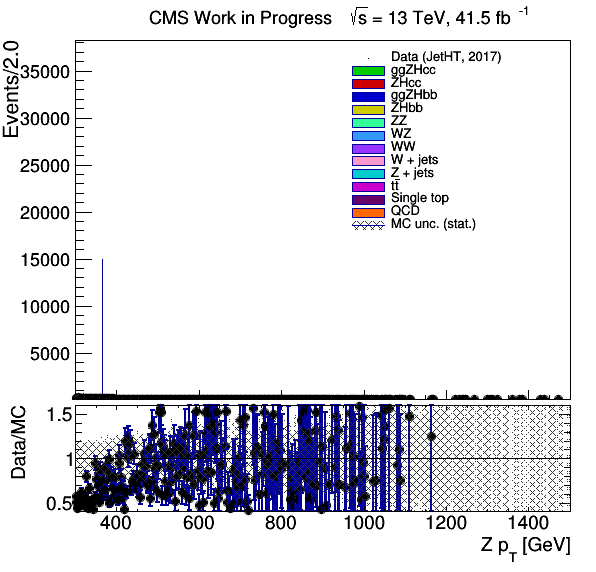 CMS Work in Progress √s = 13 TeV, 41.5 fb⁻¹
Events/2.0
35000
30000
25000
20000
15000
10000
5000
Data (JetHT, 2017)
ggZHcc
ZHcc
ggZHbb
ZHbb
ZZ
WZ
WW
W + jets
Z + jets
tt̄
Single top
QCD
MC unc. (stat.)
Data/MC
1.5
1
0.5
400 600 800 1000 1200 1400
Z p_T [GeV]